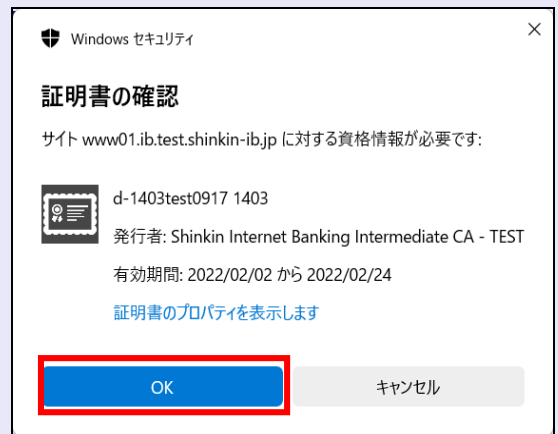 Windows セキュリティ
証明書の確認
サイト www01.ib.test.shinkin-ib.jp に対する資格情報が必要です:
d-1403test0917 1403
発行者: Shinkin Internet Banking Intermediate CA - TEST
有効期間: 2022/02/02 から 2022/02/24
証明書のプロパティを表示します
OK
キャンセル